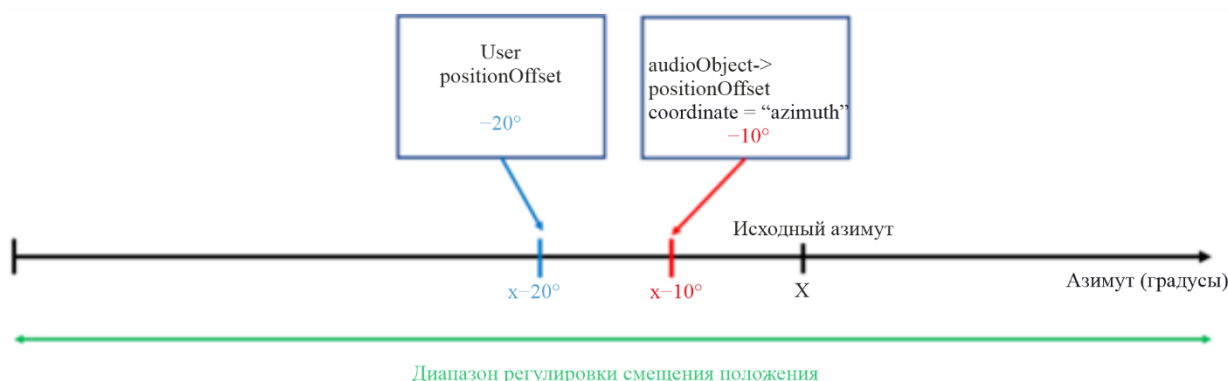 User
positionOffset
−20°
audioObject->
positionOffset
coordinate = “azimuth”
−10°
Исходный азимут
x−20°
x−10°
X
Азимут (градусы)
Диапазон регулировки смещения положения